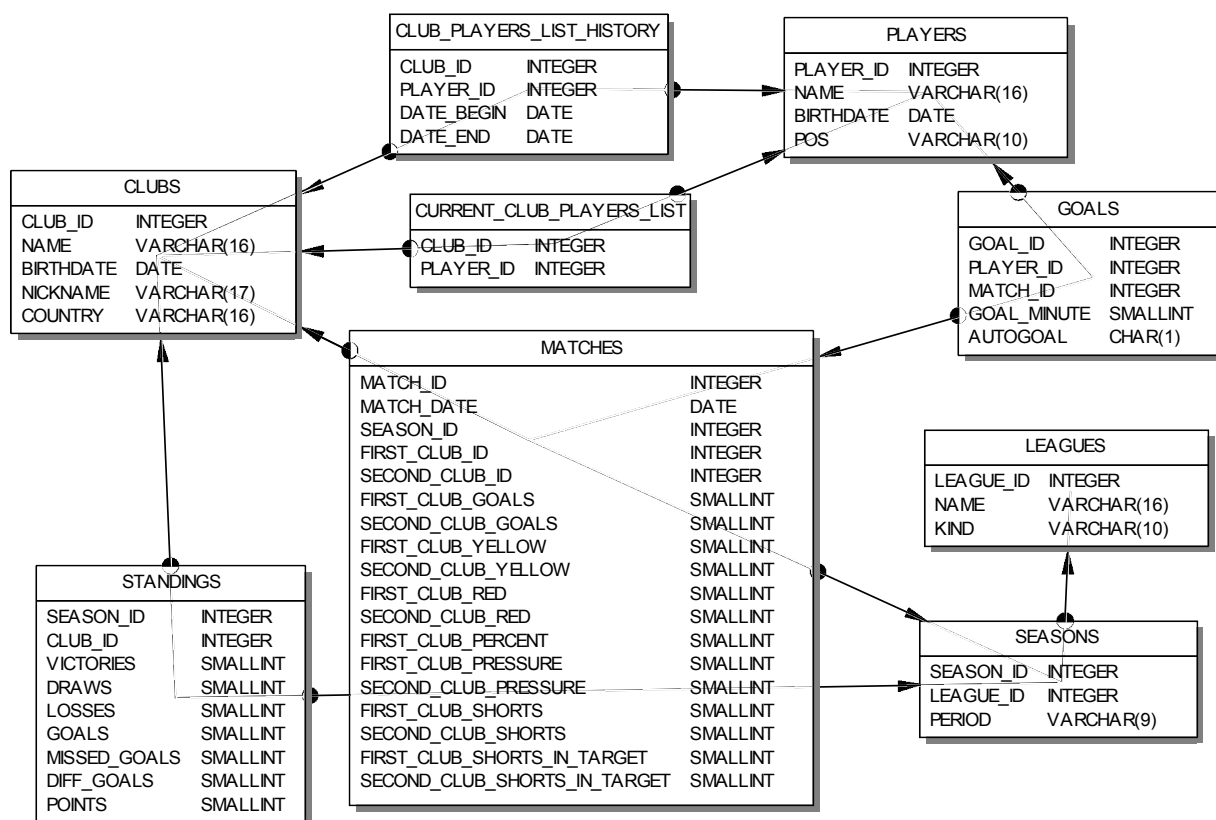 CLUB_PLAYERS_LIST_HISTORY
CLUB_ID INTEGER
PLAYER_ID INTEGER
DATE_BEGIN DATE
DATE_END DATE
PLAYERS
PLAYER_ID INTEGER
NAME VARCHAR(16)
BIRTHDATE DATE
POS VARCHAR(10)
CLUBS
CLUB_ID INTEGER
NAME VARCHAR(16)
BIRTHDATE DATE
NICKNAME VARCHAR(17)
COUNTRY VARCHAR(16)
CURRENT_CLUB_PLAYERS_LIST
CLUB_ID INTEGER
PLAYER_ID INTEGER
GOALS
GOAL_ID INTEGER
PLAYER_ID INTEGER
MATCH_ID INTEGER
GOAL_MINUTE SMALLINT
AUTOGOAL CHAR(1)
MATCHES
MATCH_ID INTEGER
MATCH_DATE DATE
SEASON_ID INTEGER
FIRST_CLUB_ID INTEGER
SECOND_CLUB_ID INTEGER
FIRST_CLUB_GOALS SMALLINT
SECOND_CLUB_GOALS SMALLINT
FIRST_CLUB_YELLOW SMALLINT
SECOND_CLUB_YELLOW SMALLINT
FIRST_CLUB_RED SMALLINT
SECOND_CLUB_RED SMALLINT
FIRST_CLUB_PERCENT SMALLINT
FIRST_CLUB_PRESSURE SMALLINT
SECOND_CLUB_PRESSURE SMALLINT
FIRST_CLUB_SHORTS SMALLINT
SECOND_CLUB_SHORTS SMALLINT
FIRST_CLUB_SHORTS_IN_TARGET SMALLINT
SECOND_CLUB_SHORTS_IN_TARGET SMALLINT
LEAGUES
LEAGUE_ID INTEGER
NAME VARCHAR(16)
KIND VARCHAR(10)
STANDINGS
SEASON_ID INTEGER
CLUB_ID INTEGER
VICTORIES SMALLINT
DRAWS SMALLINT
LOSSES SMALLINT
GOALS SMALLINT
MISSED_GOALS SMALLINT
DIFF_GOALS SMALLINT
POINTS SMALLINT
SEASONS
SEASON_ID INTEGER
LEAGUE_ID INTEGER
PERIOD VARCHAR(9)